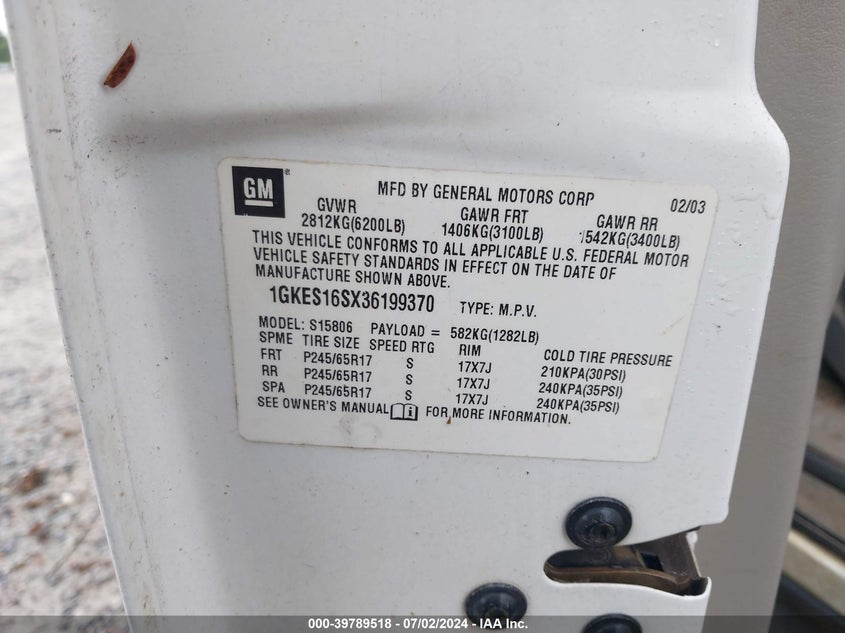 GM ® MFD BY GENERAL MOTORS CORP 02/03
GVWR GAWR FRT GAWR RR
2812KG(6200LB) 1406KG(3100LB) 1542KG(3400LB)
THIS VEHICLE CONFORMS TO ALL APPLICABLE U.S. FEDERAL MOTOR
VEHICLE SAFETY STANDARDS IN EFFECT ON THE DATE OF
MANUFACTURE SHOWN ABOVE.
1GKES16SX36199370 TYPE: M.P.V.
MODEL: S15806 PAYLOAD = 582KG(1282LB)
SPME TIRE SIZE SPEED RTG RIM COLD TIRE PRESSURE
FRT P245/65R17 S 17X7J 210KPA(30PSI)
RR P245/65R17 S 17X7J 240KPA(35PSI)
SPA P245/65R17 S 17X7J 240KPA(35PSI)
SEE OWNER'S MANUAL i FOR MORE INFORMATION.
000-39789518 - 07/02/2024 - IAA Inc.